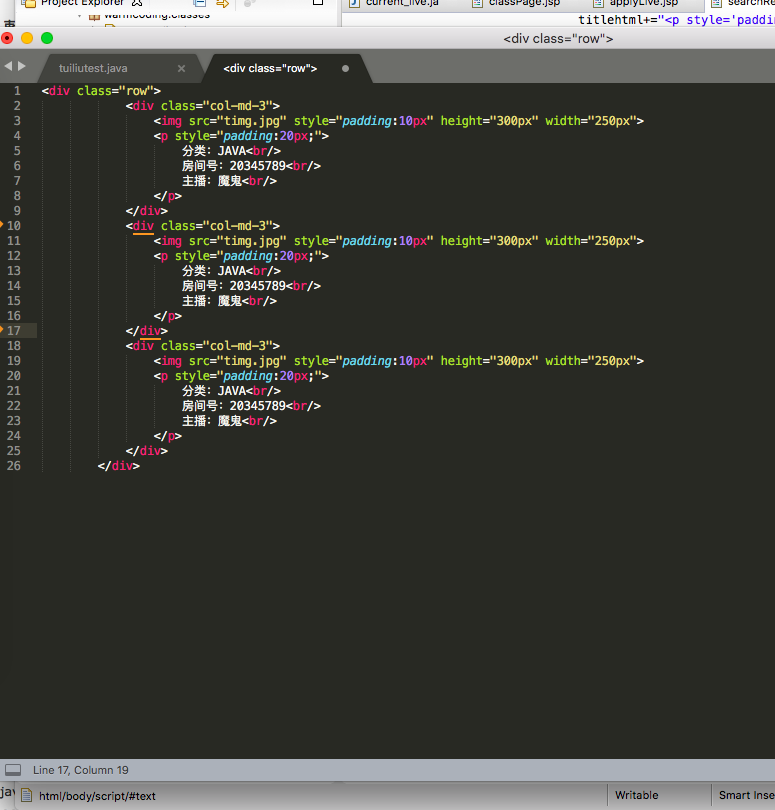 Project Explorer
warmcoding.classes
current_live.ja
classPage.jsp
applyLive.jsp
searchRe
titlehtml+="<p style='paddin
<div class="row">
tuiliutest.java
<div class="row">
1 <div class="row">
2 <div class="col-md-3">
3 <img src="timg.jpg" style="padding:10px" height="300px" width="250px">
4 <p style="padding:20px;">
5 分类：JAVA<br/>
6 房间号：20345789<br/>
7 主播：魔鬼<br/>
8 </p>
9 </div>
10 <div class="col-md-3">
11 <img src="timg.jpg" style="padding:10px" height="300px" width="250px">
12 <p style="padding:20px;">
13 分类：JAVA<br/>
14 房间号：20345789<br/>
15 主播：魔鬼<br/>
16 </p>
17 </div>
18 <div class="col-md-3">
19 <img src="timg.jpg" style="padding:10px" height="300px" width="250px">
20 <p style="padding:20px;">
21 分类：JAVA<br/>
22 房间号：20345789<br/>
23 主播：魔鬼<br/>
24 </p>
25 </div>
26 </div>
Line 17, Column 19
jav
html/body/script/#text
Writable
Smart Inse